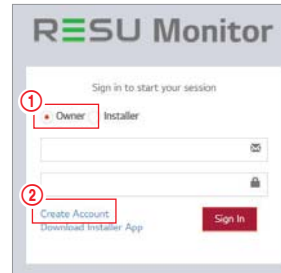 RESU Monitor
Sign in to start your session
① Owner Installer
② Create Account
Sign In
Download Installer App